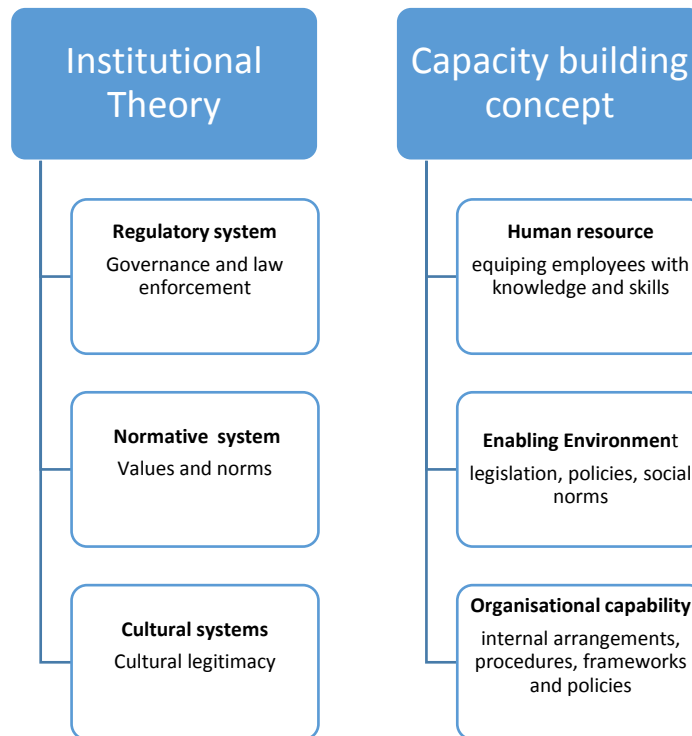 Institutional
Theory
Regulatory system
Governance and law
enforcement
Normative system
Values and norms
Cultural systems
Cultural legitimacy
Capacity building
concept
Human resource
equiping employees with
knowledge and skills
Enabling Environment
legislation, policies, social
norms
Organisational capability
internal arrangements,
procedures, frameworks
and policies